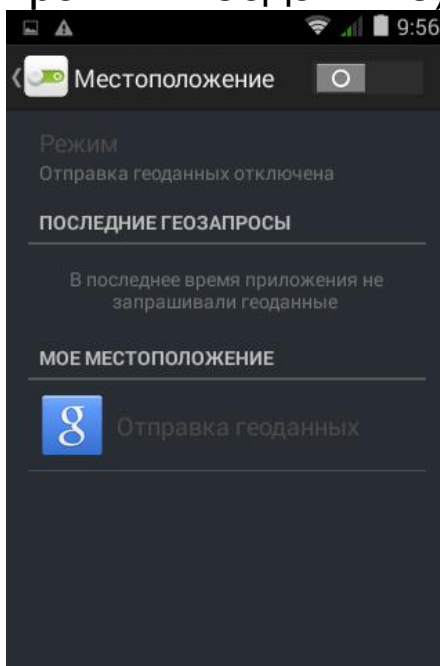 9:56
Местоположение
Режим
Отправка геоданных отключена
ПОСЛЕДНИЕ ГЕОЗАПРОСЫ
В последнее время приложения не
запрашивали геоданные
МОЕ МЕСТОПОЛОЖЕНИЕ
g Отправка геоданных